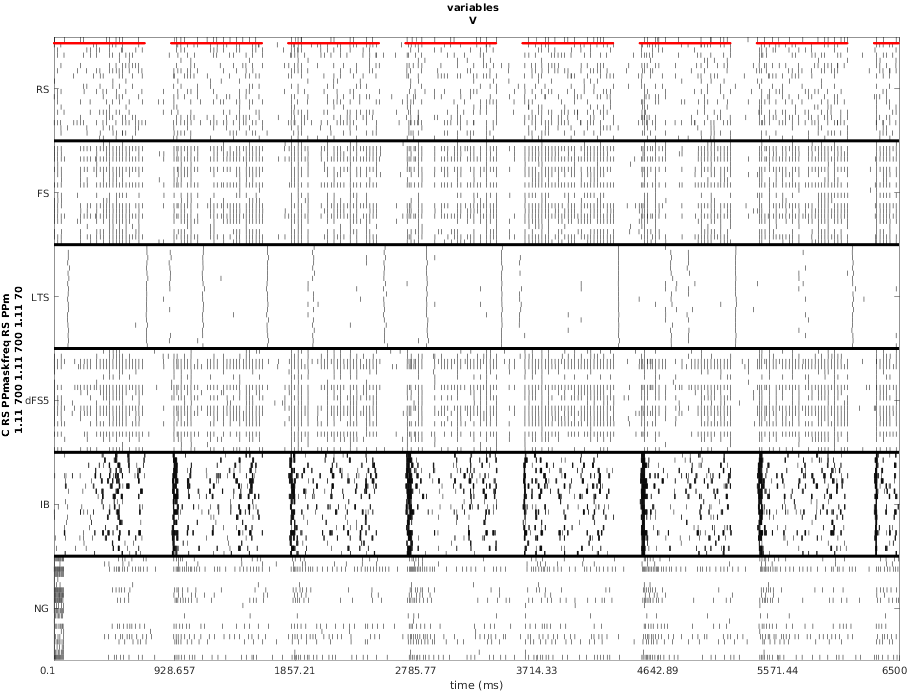 variables
V
RS
FS
LTS
dFS5
IB
NG
C RS PPmaskfreq RS PPm
1.11 700 1.11 700 1.11 70
0.1 928.657 1857.21 2785.77 3714.33 4642.89 5571.44 6500
time (ms)